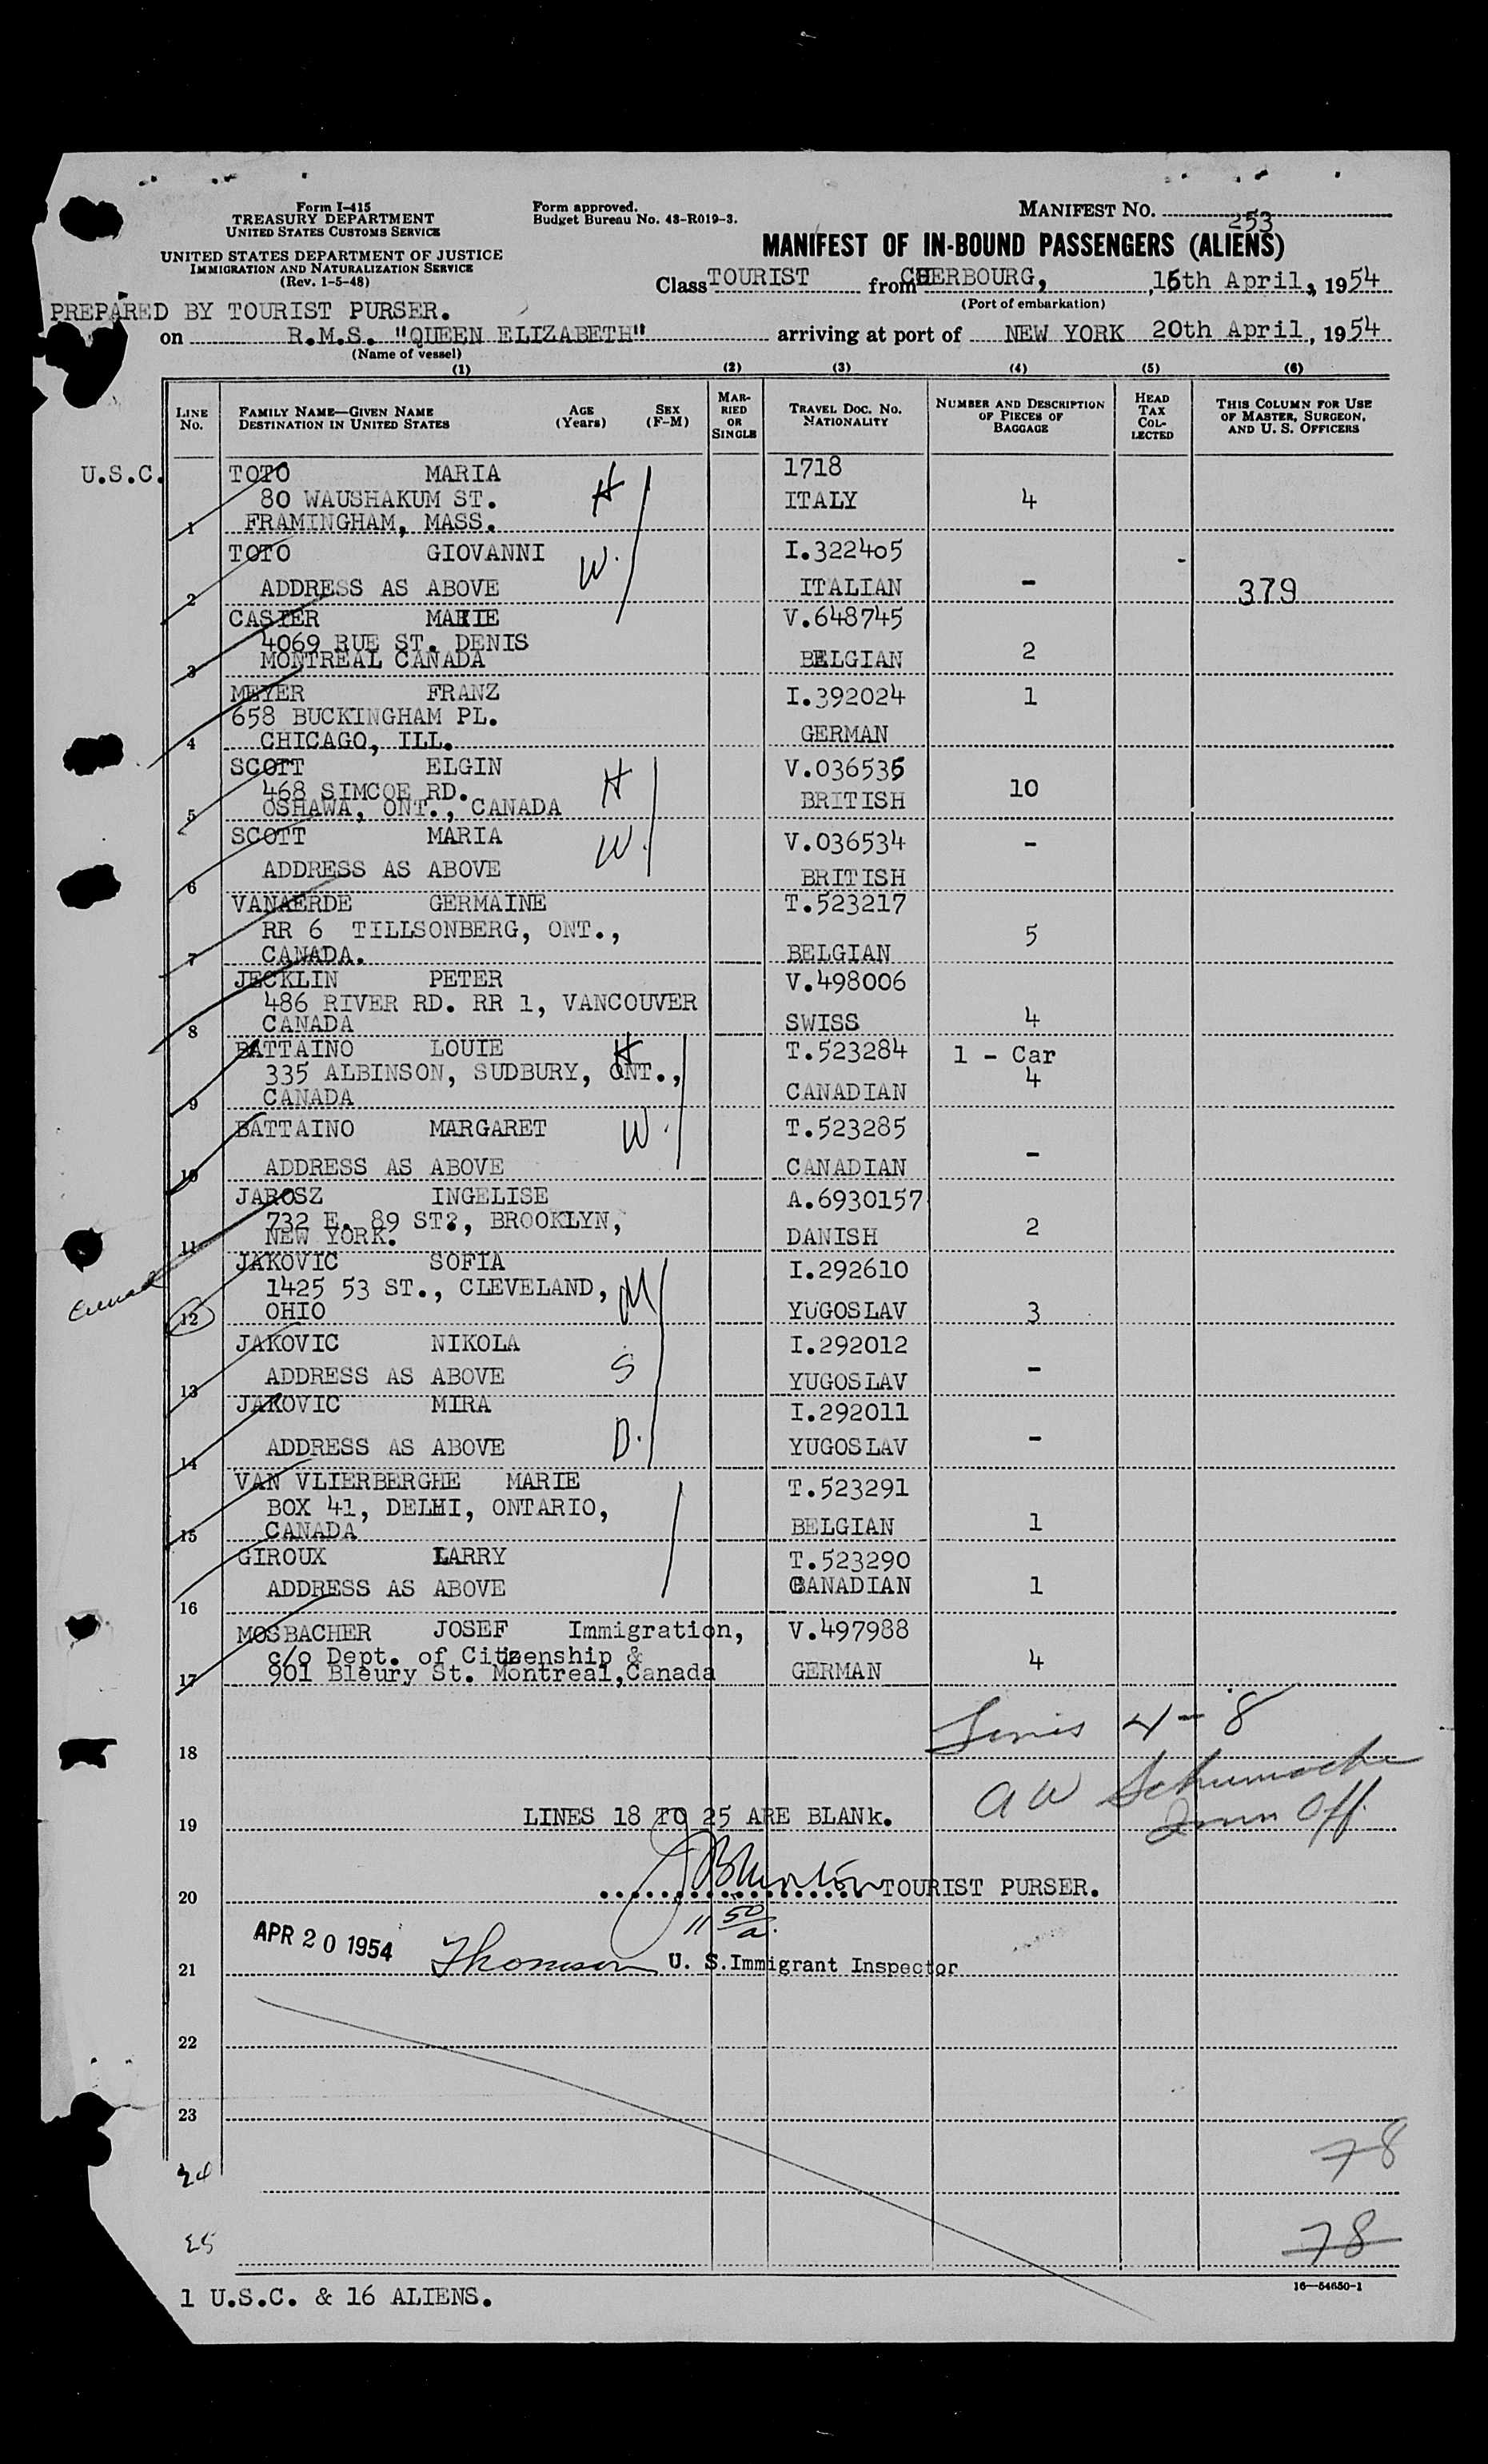 Form I-415
TREASURY DEPARTMENT
UNITED STATES CUSTOMS SERVICE
UNITED STATES DEPARTMENT OF JUSTICE
IMMIGRATION AND NATURALIZATION SERVICE
(Rev. 1-5-48)
Form approved.
Budget Bureau No. 43-R019-3.
MANIFEST NO. 253
MANIFEST OF IN-BOUND PASSENGERS (ALIENS)
Class TOURIST from CHERBOURG, , 16th April, 1954
(Port of embarkation)
PREPARED BY TOURIST PURSER.
on R.M.S. "QUEEN ELIZABETH" arriving at port of NEW YORK 20th April, 1954
(Name of vessel)
(1) (2) (3) (4) (5) (6)
LINE No. FAMILY NAME—GIVEN NAME DESTINATION IN UNITED STATES AGE (Years) SEX (F-M) MARRIED OR SINGLE TRAVEL DOC. NO. NATIONALITY NUMBER AND DESCRIPTION OF PIECES OF BAGGAGE HEAD TAX COLLECTED THIS COLUMN FOR USE OF MASTER, SURGEON, AND U. S. OFFICERS
U.S.C. TOTO MARIA H 1718
80 WAUSHAKUM ST. ITALY 4
1 FRAMINGHAM, MASS.
TOTO GIOVANNI W. I.322405
2 ADDRESS AS ABOVE ITALIAN - 379
CASIER MARIE V.648745
4069 RUE ST. DENIS
3 MONTREAL CANADA BELGIAN 2
MEYER FRANZ I.392024 1
658 BUCKINGHAM PL.
4 CHICAGO, ILL. GERMAN
SCOTT ELGIN H V.036535
468 SIMCOE RD. 10
5 OSHAWA, ONT., CANADA BRITISH
SCOTT MARIA W. V.036534 -
6 ADDRESS AS ABOVE BRITISH
VANAERDE GERMAINE T.523217
RR 6 TILLSONBERG, ONT., 5
7 CANADA. BELGIAN
JECKLIN PETER V.498006
486 RIVER RD. RR 1, VANCOUVER
8 CANADA SWISS 4
BATTAINO LOUIE H T.523284 1 - Car
335 ALBINSON, SUDBURY, ONT., 4
9 CANADA CANADIAN
BATTAINO MARGARET W. T.523285
10 ADDRESS AS ABOVE CANADIAN -
JAROSZ INGELISE A.6930157
732 E. 89 ST?, BROOKLYN, 2
11 NEW YORK. DANISH
JAKOVIC SOFIA I.292610
1425 53 ST., CLEVELAND, M
12 OHIO YUGOSLAV 3
JAKOVIC NIKOLA S I.292012
13 ADDRESS AS ABOVE YUGOSLAV -
JAKOVIC MIRA D. I.292011
14 ADDRESS AS ABOVE YUGOSLAV -
VAN VLIERBERGHE MARIE T.523291
BOX 41, DELHI, ONTARIO,
15 CANADA BELGIAN 1
GIROUX LARRY T.523290
ADDRESS AS ABOVE CANADIAN 1
16
MOSBACHER JOSEF Immigration, V.497988
c/o Dept. of Citizenship & 4
17 901 Bleury St. Montreal,Canada GERMAN
Lines 4-8
18
A W Schumacher
19 LINES 18 TO 25 ARE BLANk. Imm Off.
20 TOURIST PURSER.
11 50/a.
APR 20 1954
21 Thomson U. S. Immigrant Inspector
22
23
78
24
25 78
16—54650-1
1 U.S.C. & 16 ALIENS.